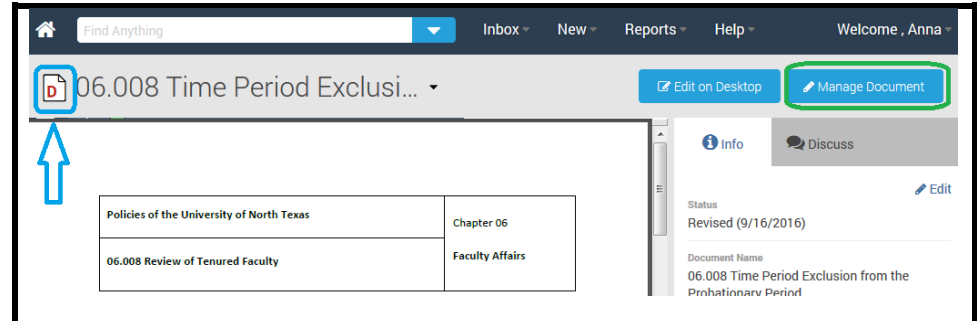 Find Anything
Inbox New Reports Help Welcome , Anna
D 06.008 Time Period Exclusi... Edit on Desktop Manage Document
Info Discuss
Edit
Status
Revised (9/16/2016)
Document Name
06.008 Time Period Exclusion from the
Probationary Period
Policies of the University of North Texas
Chapter 06
06.008 Review of Tenured Faculty
Faculty Affairs